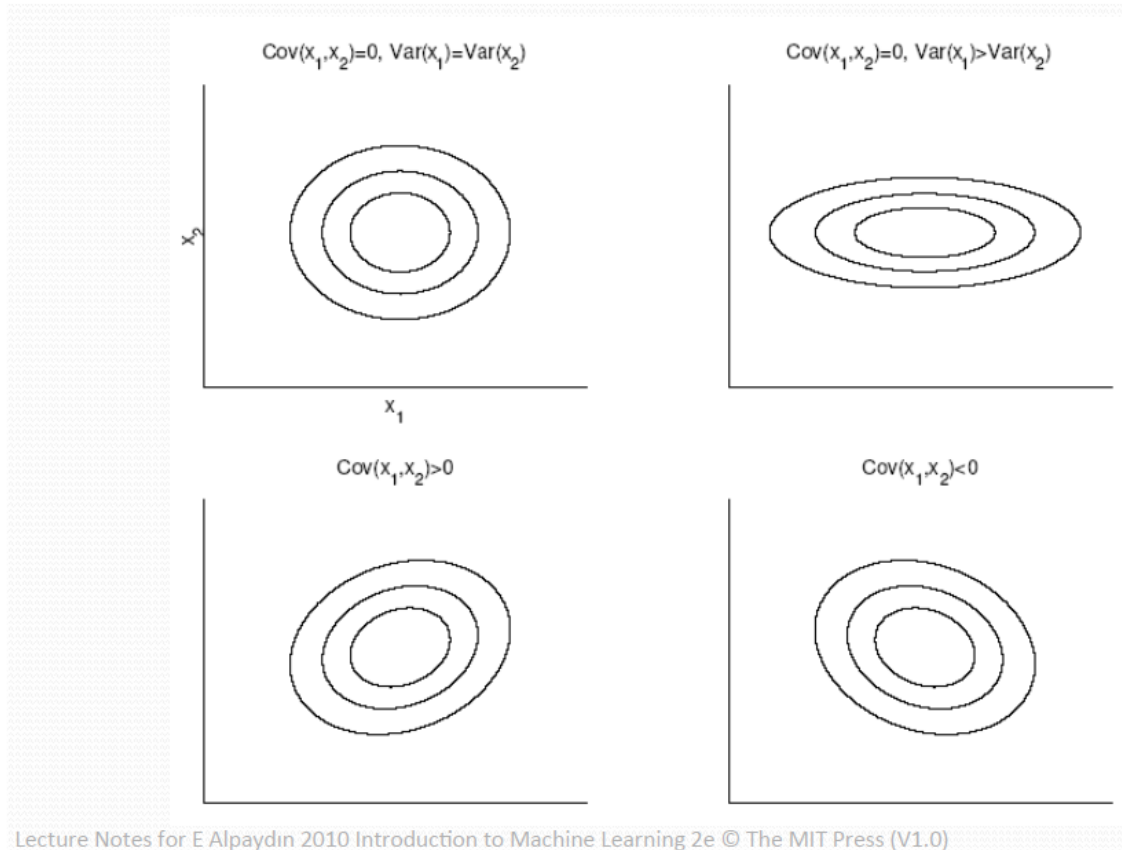 Cov(x₁,x₂)=0, Var(x₁)=Var(x₂)
Cov(x₁,x₂)=0, Var(x₁)>Var(x₂)
x₂
x₁
Cov(x₁,x₂)>0
Cov(x₁,x₂)<0
Lecture Notes for E Alpaydın 2010 Introduction to Machine Learning 2e © The MIT Press (V1.0)